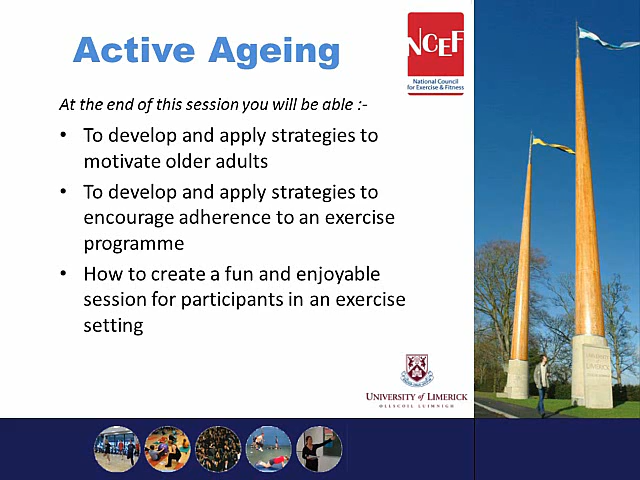 Active Ageing
NCEF
National Council
for Exercise & Fitness
At the end of this session you will be able :-
• To develop and apply strategies to
motivate older adults
• To develop and apply strategies to
encourage adherence to an exercise
programme
• How to create a fun and enjoyable
session for participants in an exercise
setting
UNIVERSITY of LIMERICK
OLLSCOIL LUIMNIGH
LIMERICK